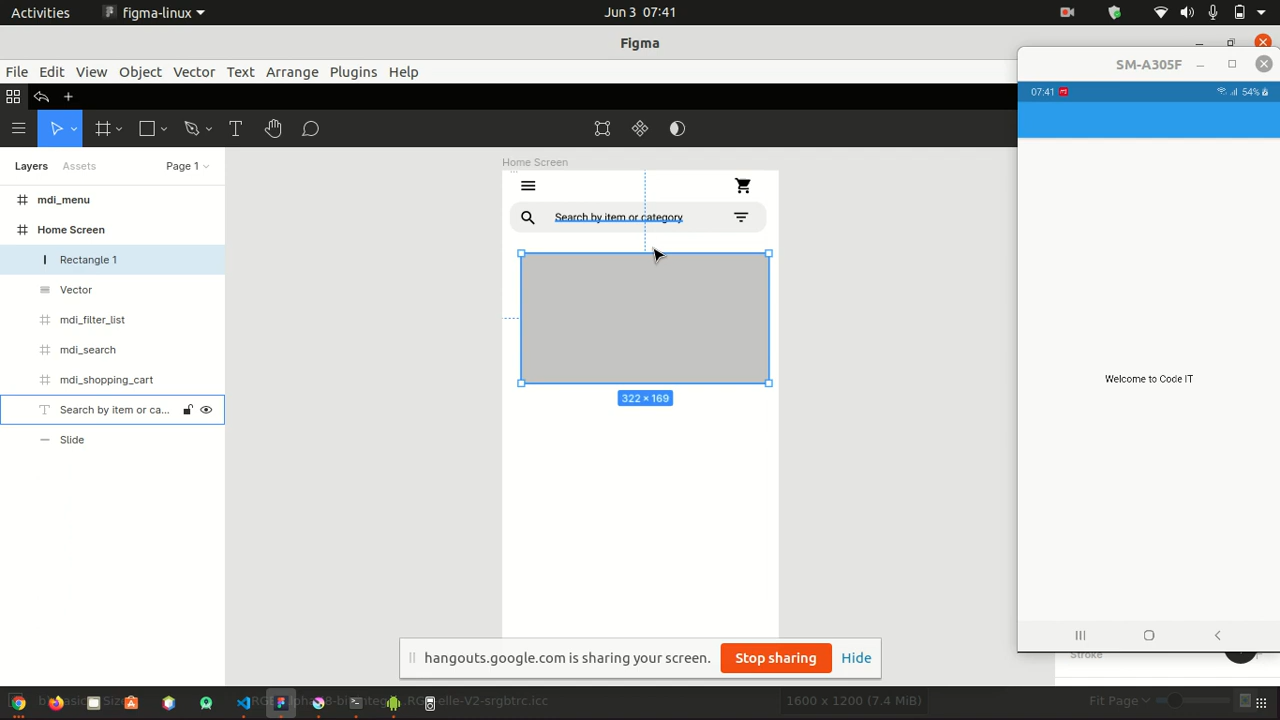 Activities figma-linux Jun 3 07:41
Figma
File Edit View Object Vector Text Arrange Plugins Help
SM-A305F
07:41 54%
Layers Assets Page 1
Home Screen
mdi_menu
Home Screen
Search by item or category
Rectangle 1
Vector
mdi_filter_list
mdi_search
Welcome to Code IT
mdi_shopping_cart
322 × 169
Search by item or ca...
Slide
hangouts.google.com is sharing your screen. Stop sharing Hide
Stroke
1600 x 1200 (7.4 MiB) Fit Page